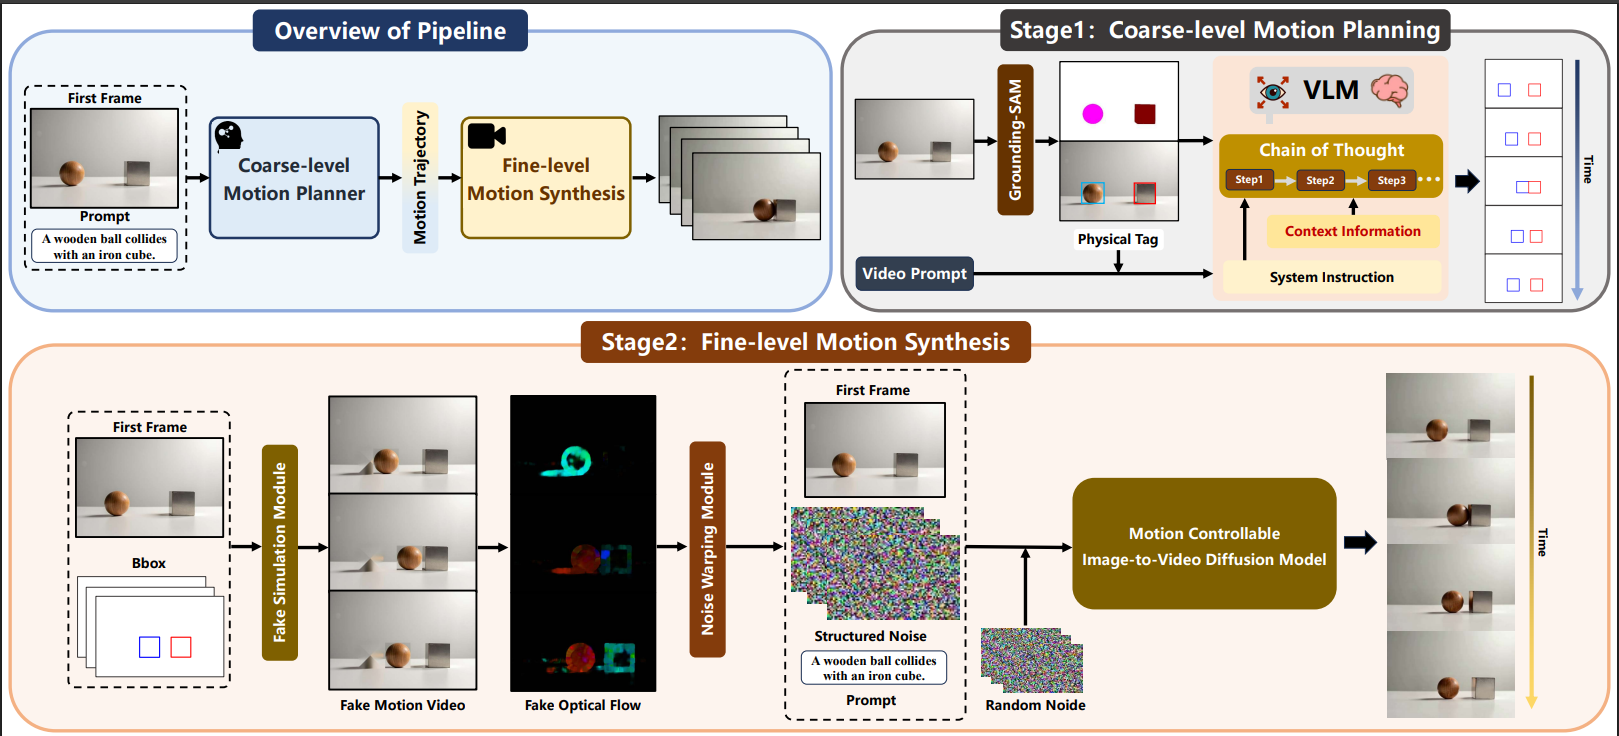 Overview of Pipeline
First Frame
Prompt
A wooden ball collides
with an iron cube.
Coarse-level
Motion Planner
Motion Trajectory
Fine-level
Motion Synthesis
Stage1: Coarse-level Motion Planning
Grounding-SAM
Physical Tag
Video Prompt
VLM
Chain of Thought
Step1
Step2
Step3
Context Information
System Instruction
Time
Stage2: Fine-level Motion Synthesis
First Frame
Bbox
Fake Simulation Module
Fake Motion Video
Fake Optical Flow
Noise Warping Module
First Frame
Structured Noise
A wooden ball collides
with an iron cube.
Prompt
Random Noide
Motion Controllable
Image-to-Video Diffusion Model
Time